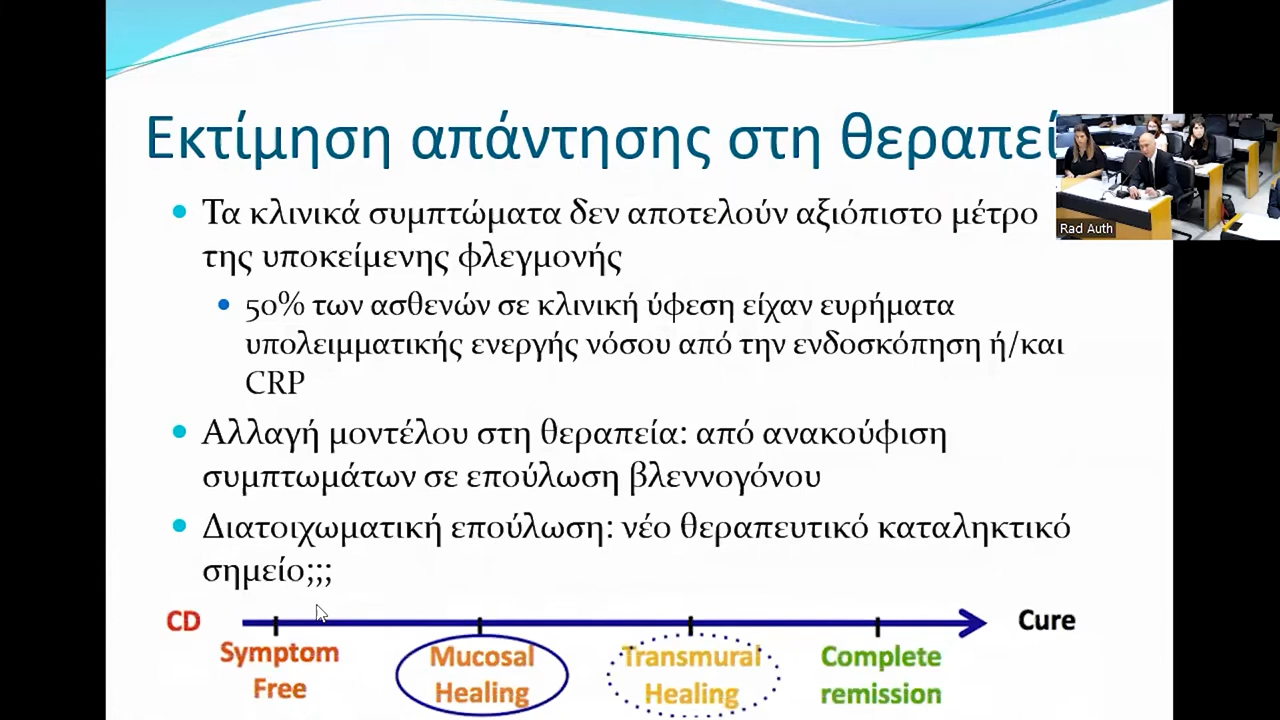 Εκτίμηση απάντησης στη θεραπεί
Rad Auth
Τα κλινικά συμπτώματα δεν αποτελούν αξιόπιστο μέτρο
της υποκείμενης φλεγμονής
50% των ασθενών σε κλινική ύφεση είχαν ευρήματα
υπολειμματικής ενεργής νόσου από την ενδοσκόπηση ή/και
CRP
Αλλαγή μοντέλου στη θεραπεία: από ανακούφιση
συμπτωμάτων σε επούλωση βλεννογόνου
Διατοιχωματική επούλωση: νέο θεραπευτικό καταληκτικό
σημείο;;;
CD
Cure
Symptom
Free
Mucosal
Healing
Transmural
Healing
Complete
remission